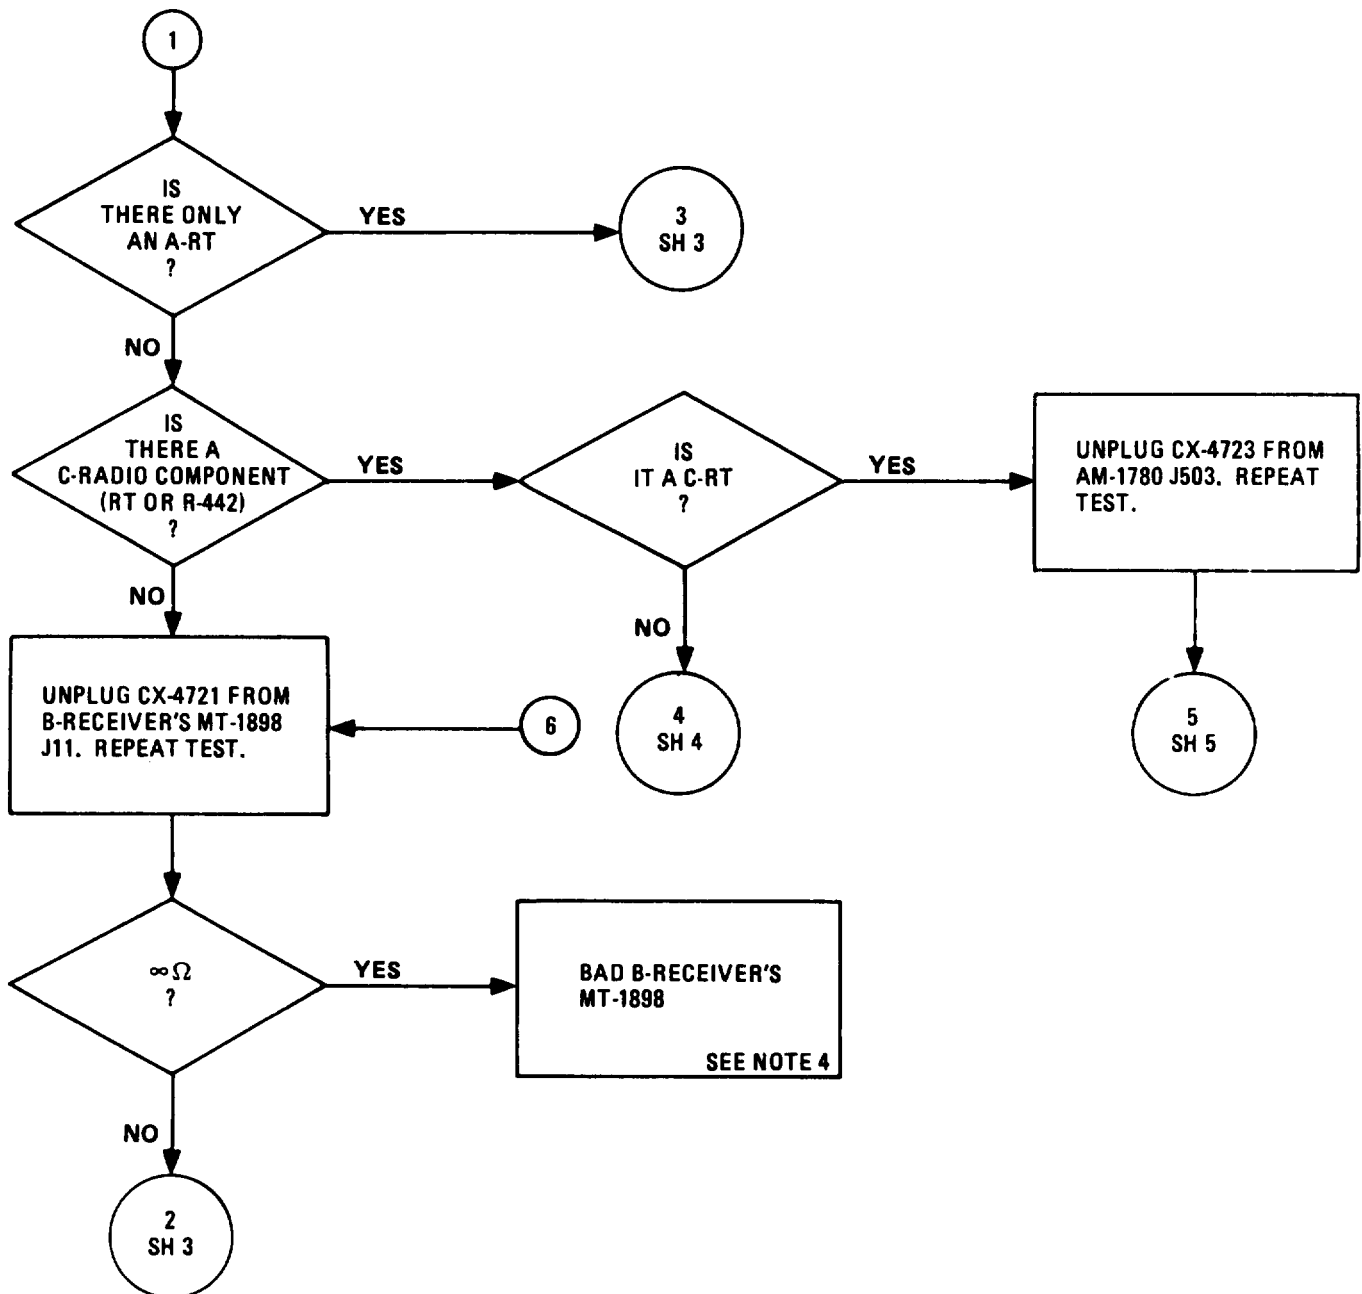 1
IS
THERE ONLY
AN A-RT
?
YES
3
SH 3
NO
IS
THERE A
C-RADIO COMPONENT
(RT OR R-442)
?
YES
IS
IT A C-RT
?
YES
UNPLUG CX-4723 FROM
AM-1780 J503. REPEAT
TEST.
NO
NO
UNPLUG CX-4721 FROM
B-RECEIVER'S MT-1898
J11. REPEAT TEST.
6
4
SH 4
5
SH 5
∞Ω
?
YES
BAD B-RECEIVER'S
MT-1898
SEE NOTE 4
NO
2
SH 3